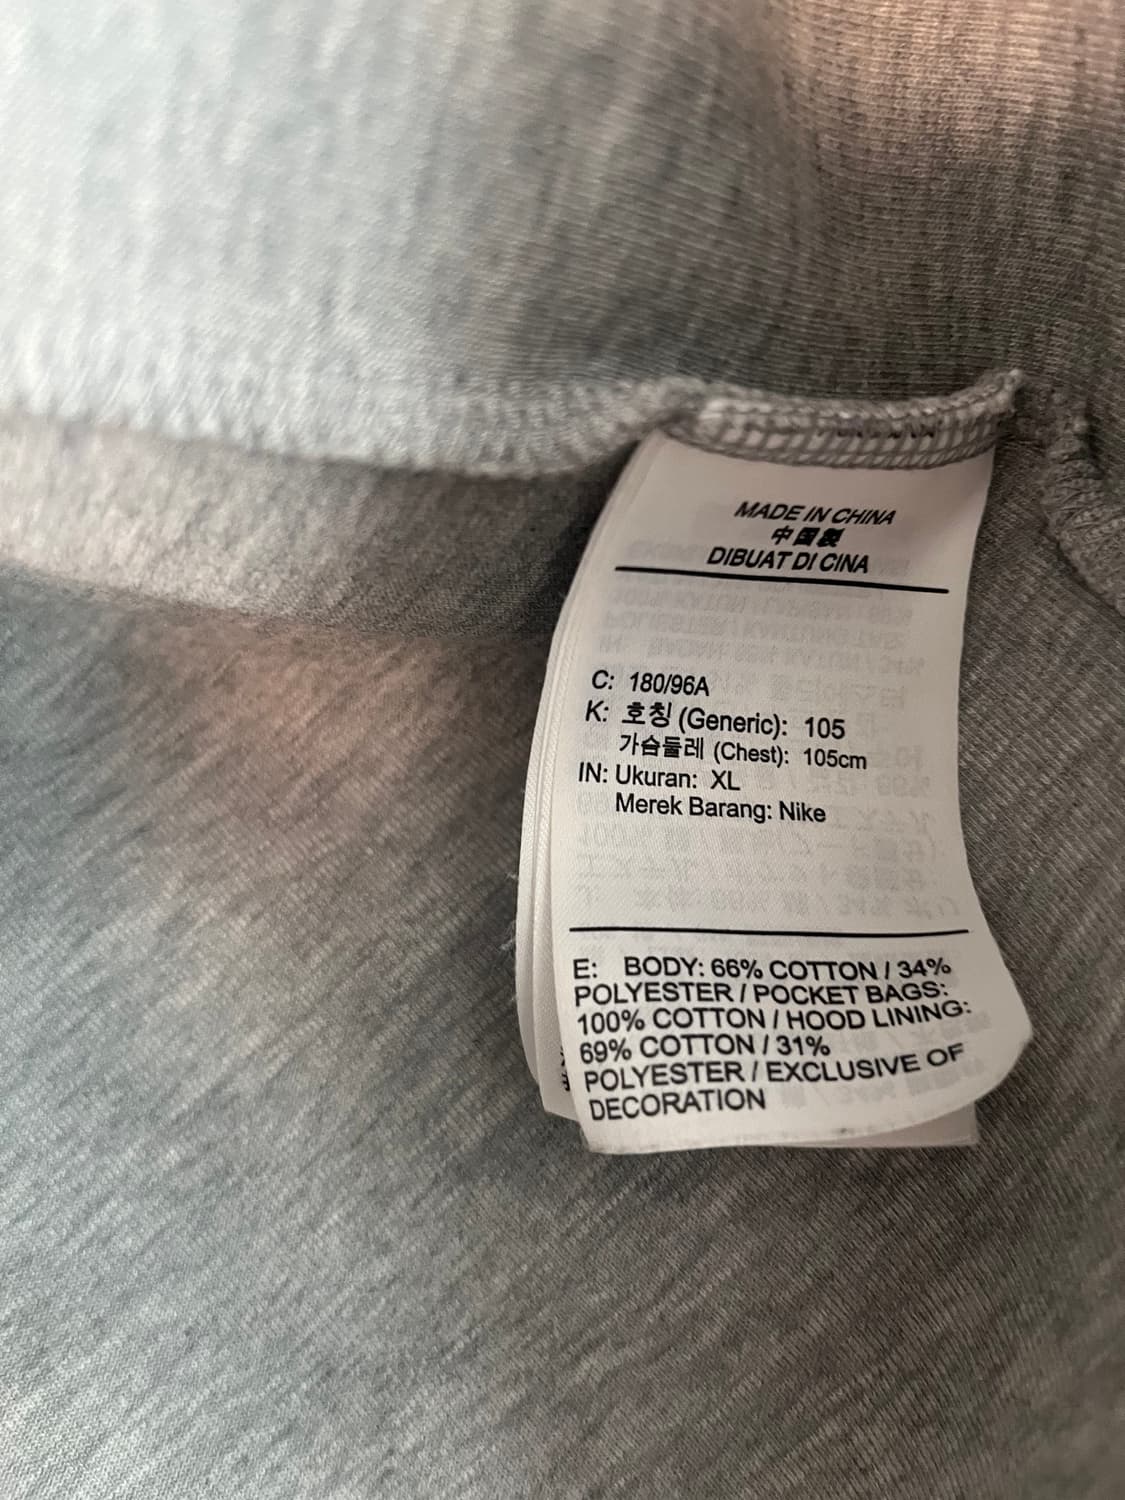 MADE IN CHINA
中国製
DIBUAT DI CINA
C: 180/96A
K: 호칭 (Generic): 105
가슴둘레 (Chest): 105cm
IN: Ukuran: XL
Merek Barang: Nike
E: BODY: 66% COTTON / 34%
POLYESTER / POCKET BAGS:
100% COTTON / HOOD LINING:
69% COTTON / 31%
POLYESTER / EXCLUSIVE OF
DECORATION